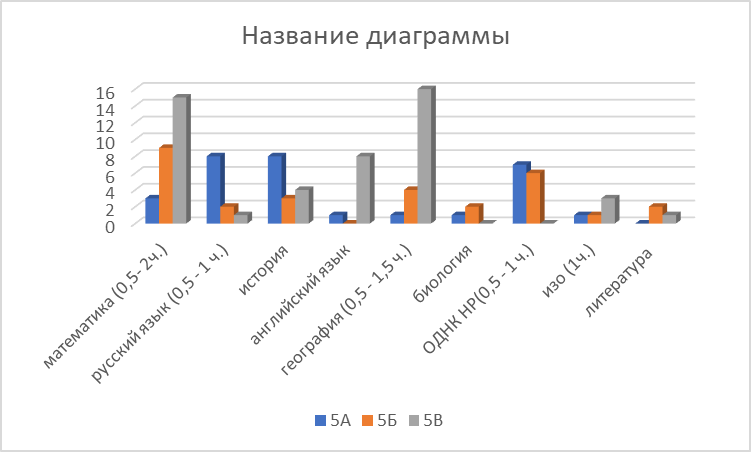 Название диаграммы
16
14
12
10
8
6
4
2
0
математика (0,5- 2ч.)
русский язык (0,5 - 1 ч.)
история
английский язык
география (0,5 - 1,5 ч.)
биология
ОДНК НР(0,5 - 1 ч.)
изо (1ч.)
литература
5А 5Б 5В